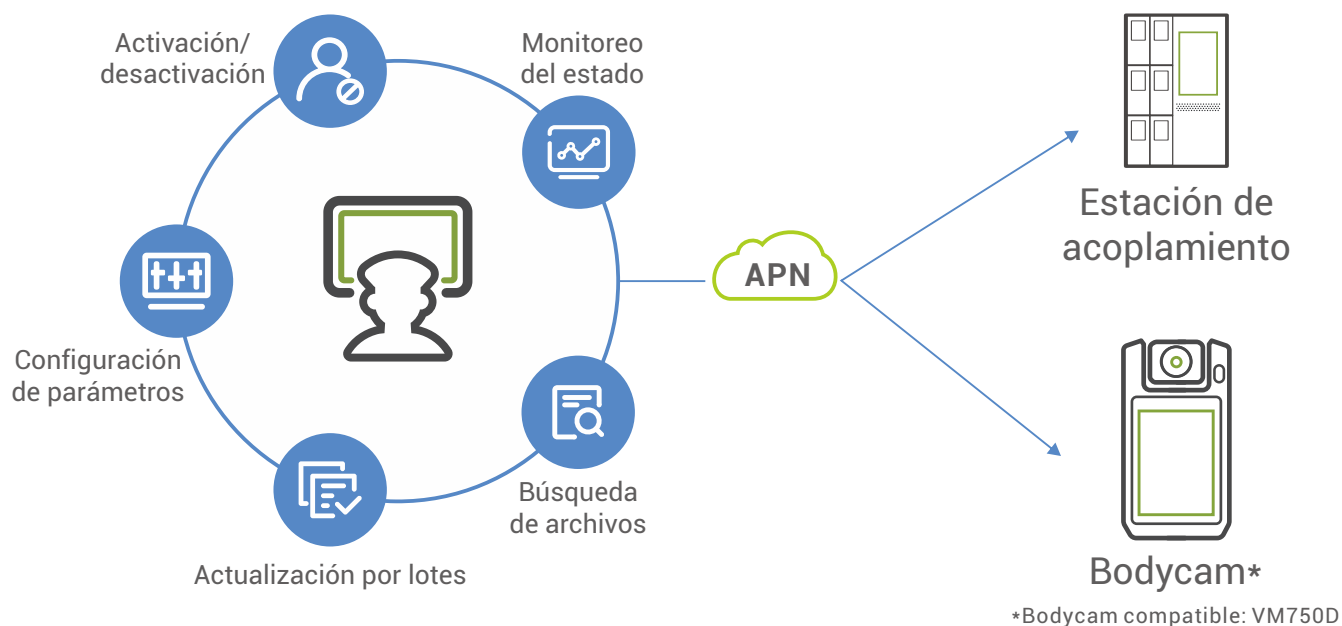 Activación/
desactivación
Monitoreo
del estado
Configuración
de parámetros
Búsqueda
de archivos
Actualización por lotes
APN
Estación de
acoplamiento
Bodycam*
*Bodycam compatible: VM750D